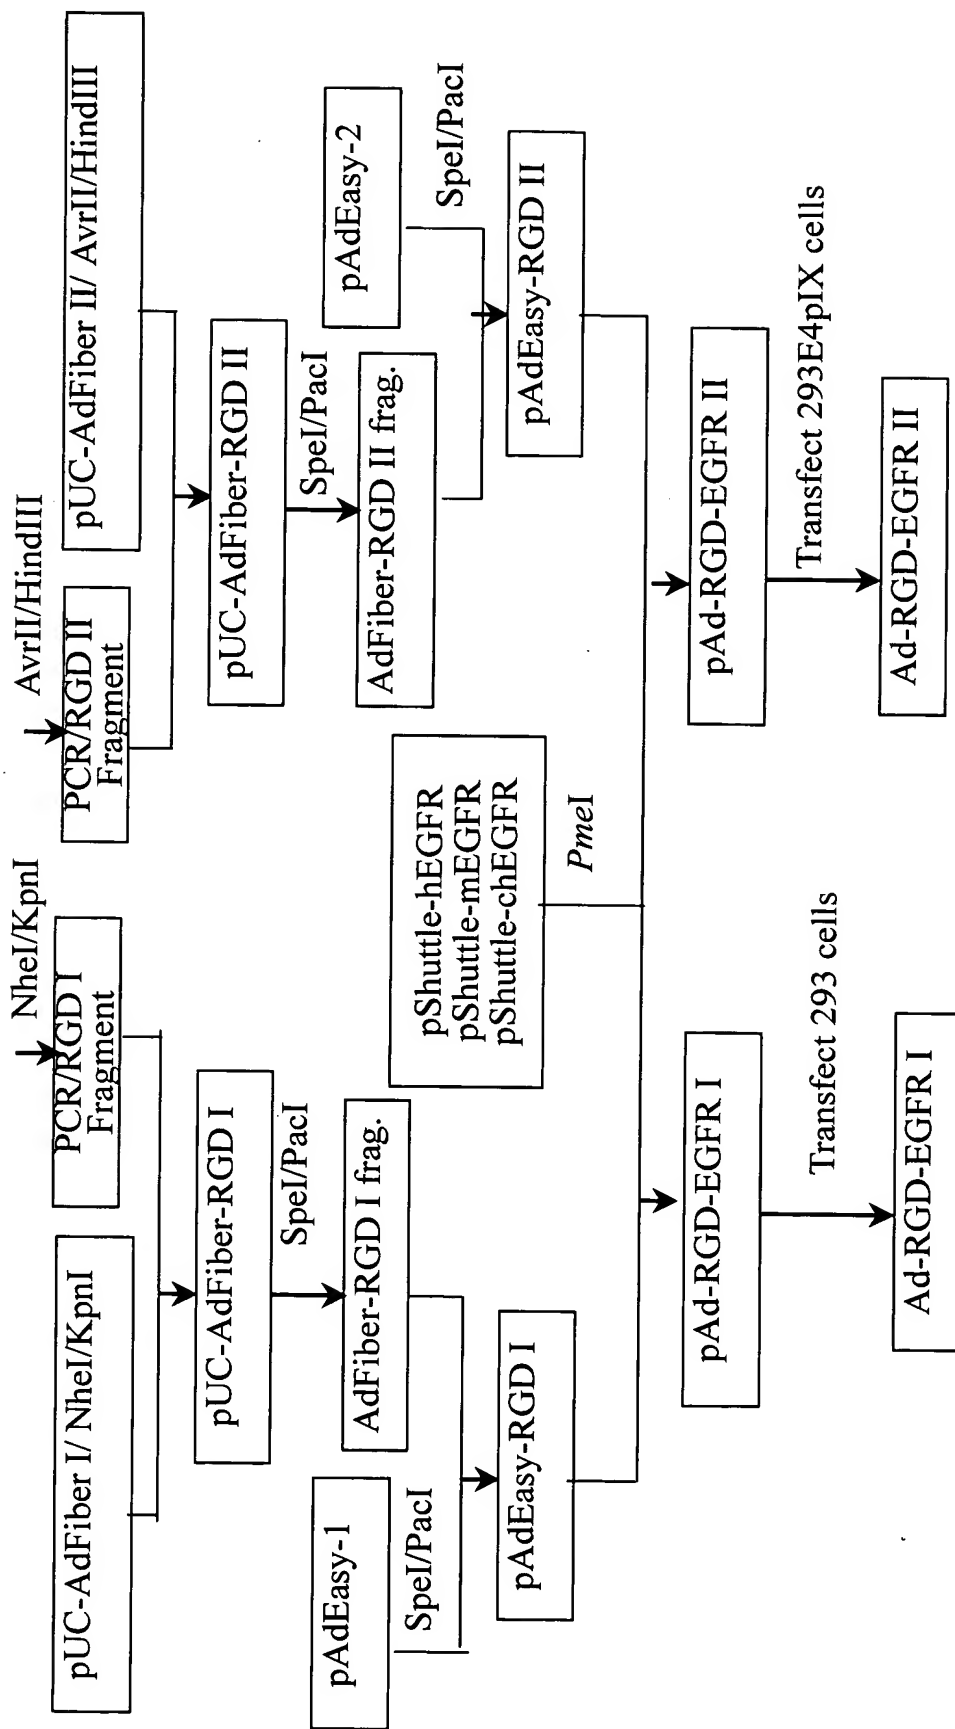 NheI/KpnI
AvrII/HindIII
pUC-AdFiber I/ NheI/KpnI
PCR/RGD I
Fragment
PCR/RGD II
Fragment
pUC-AdFiber II/ AvrII/HindIII
pUC-AdFiber-RGD I
pUC-AdFiber-RGD II
SpeI/PacI
SpeI/PacI
pAdEasy-1
AdFiber-RGD I frag.
AdFiber-RGD II frag.
pAdEasy-2
SpeI/PacI
SpeI/PacI
pShuttle-hEGFR
pShuttle-mEGFR
pShuttle-chEGFR
pAdEasy-RGD I
pAdEasy-RGD II
PmeI
pAd-RGD-EGFR I
pAd-RGD-EGFR II
Transfect 293 cells
Transfect 293E4pIX cells
Ad-RGD-EGFR I
Ad-RGD-EGFR II